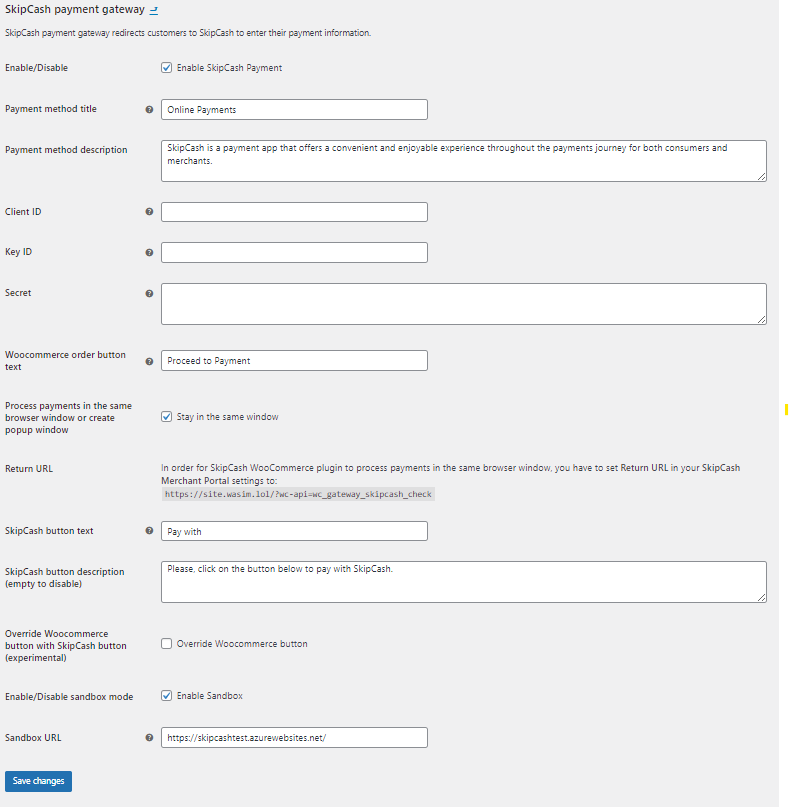 SkipCash payment gateway
SkipCash payment gateway redirects customers to SkipCash to enter their payment information.
Enable/Disable
Enable SkipCash Payment
Payment method title
Online Payments
Payment method description
SkipCash is a payment app that offers a convenient and enjoyable experience throughout the payments journey for both consumers and
merchants.
Client ID
Key ID
Secret
Woocommerce order button
text
Proceed to Payment
Process payments in the same
browser window or create
popup window
Stay in the same window
Return URL
In order for SkipCash WooCommerce plugin to process payments in the same browser window, you have to set Return URL in your SkipCash
Merchant Portal settings to:
https://site.wasim.lol/?wc-api=wc_gateway_skipcash_check
SkipCash button text
Pay with
SkipCash button description
(empty to disable)
Please, click on the button below to pay with SkipCash.
Override Woocommerce
button with SkipCash button
(experimental)
Override Woocommerce button
Enable/Disable sandbox mode
Enable Sandbox
Sandbox URL
https://skipcashtest.azurewebsites.net/
Save changes